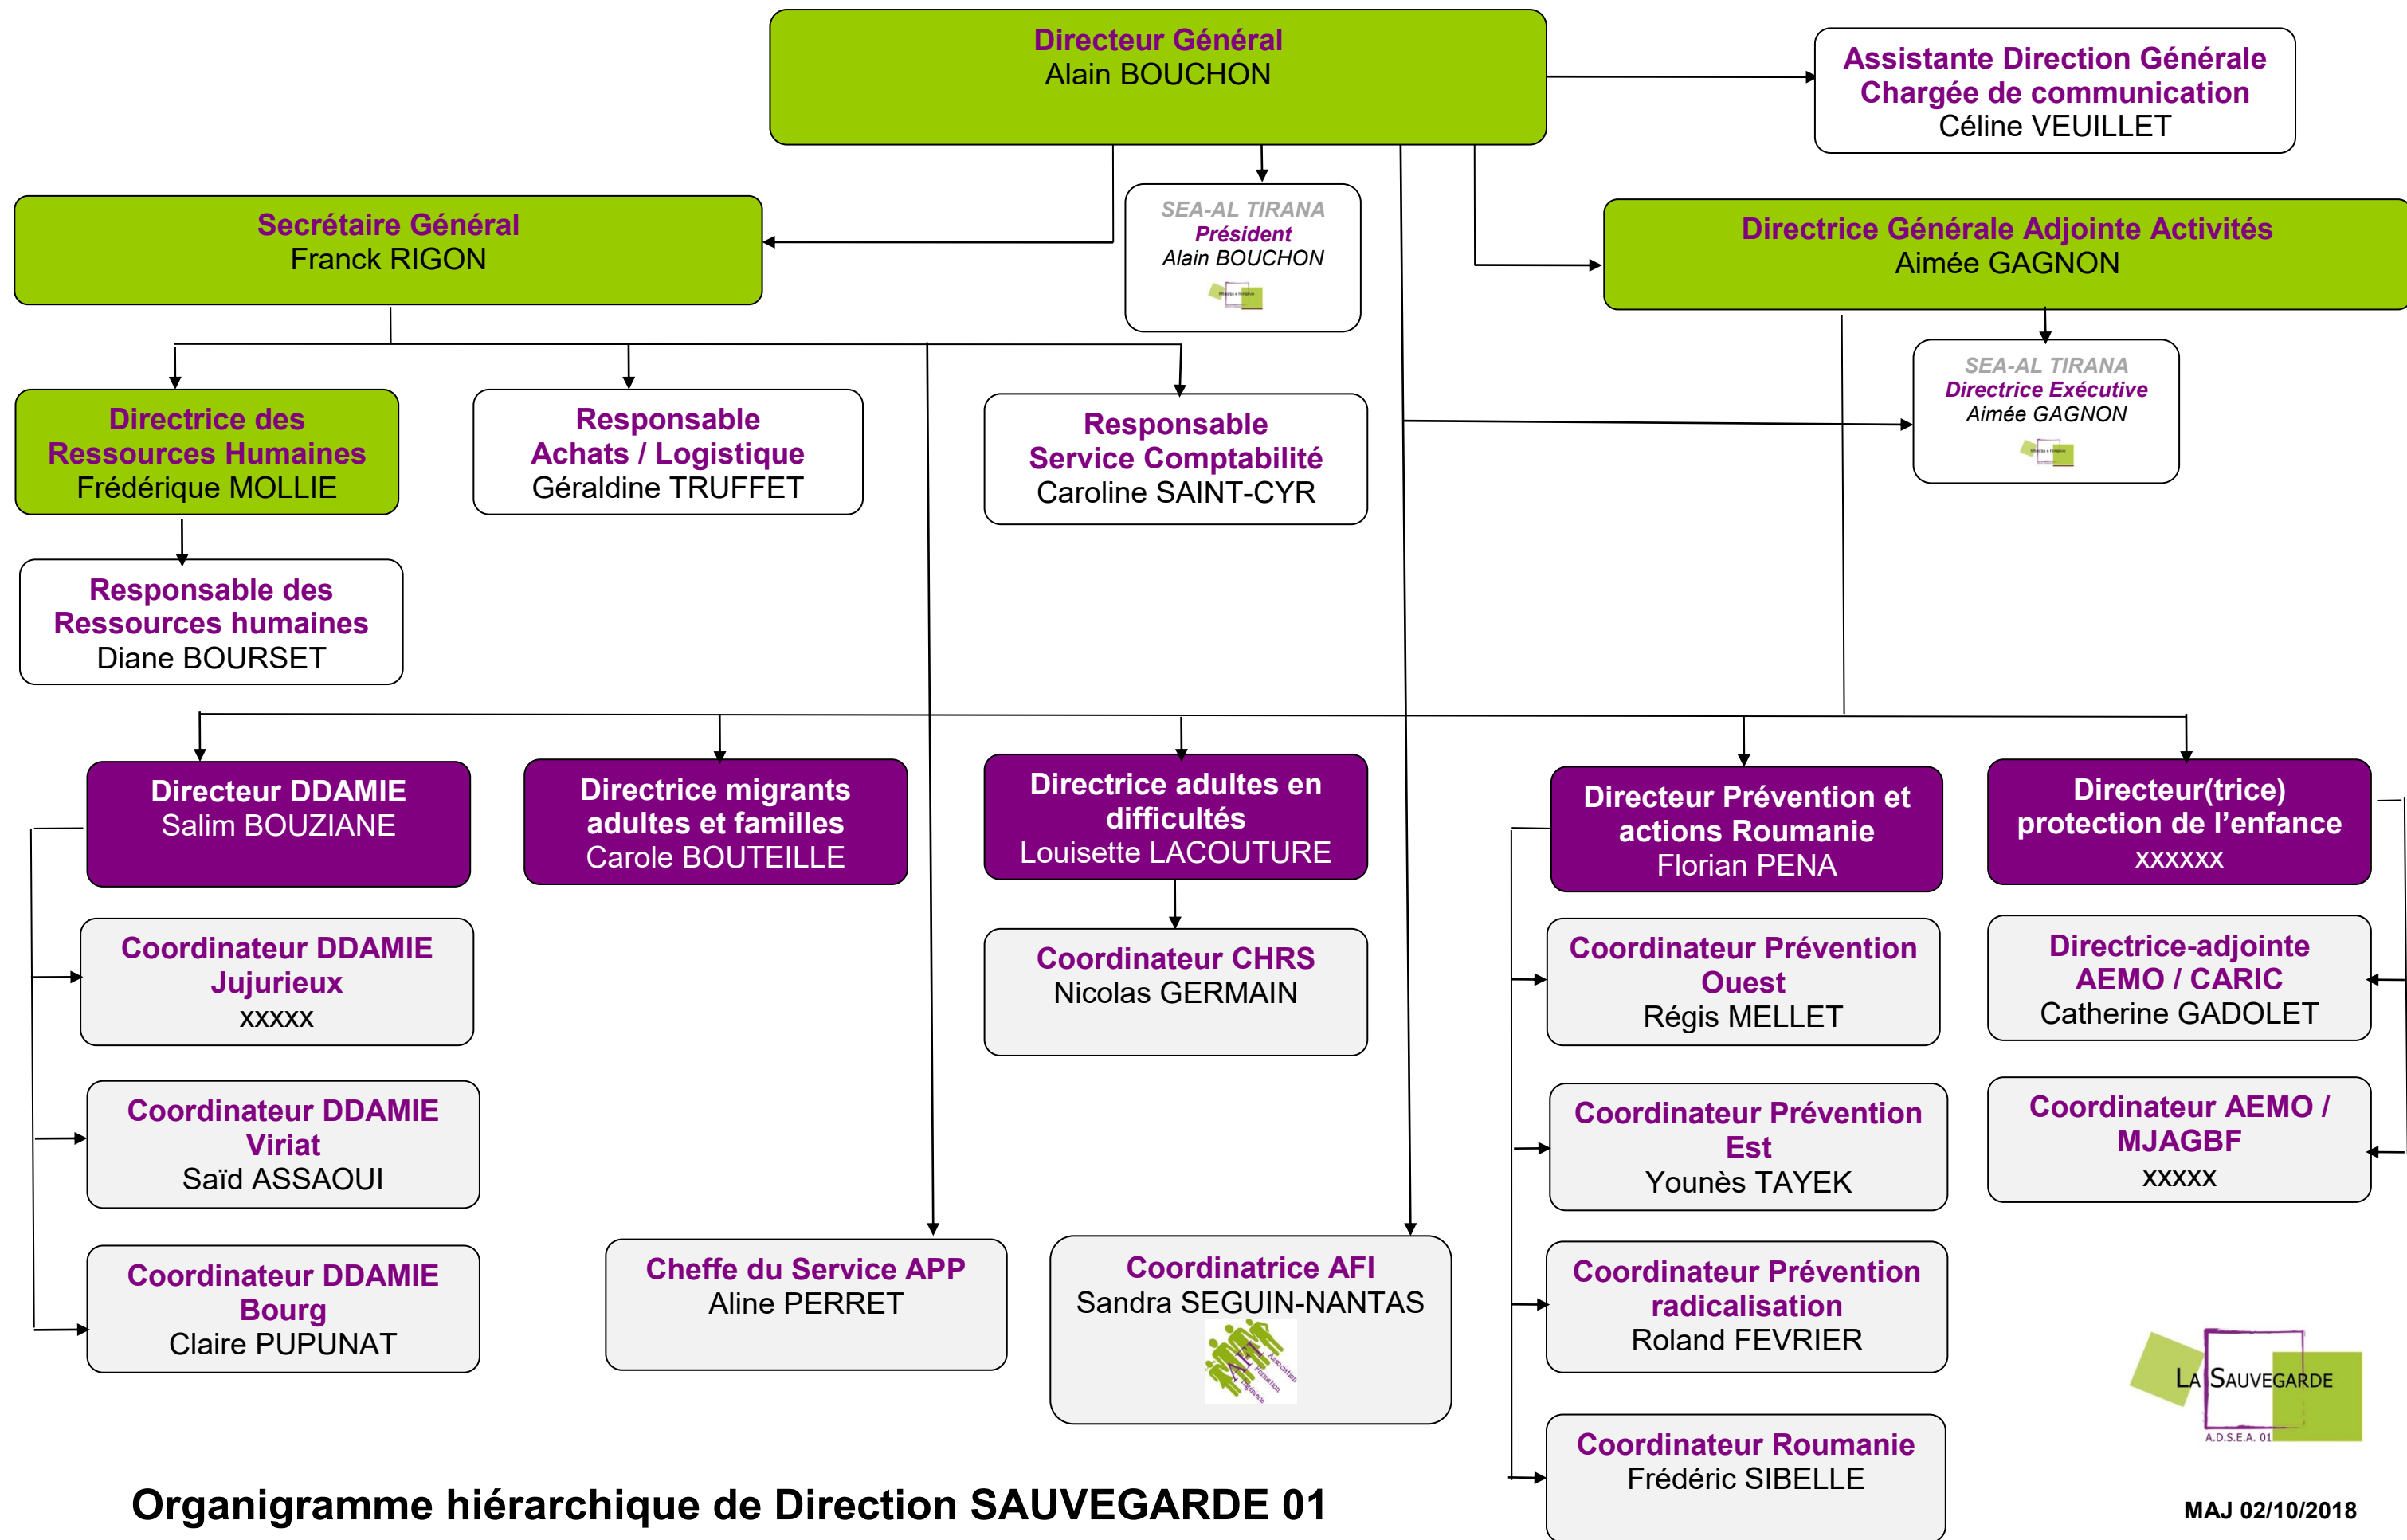 Directeur Général
Alain BOUCHON
Assistante Direction Générale
Chargée de communication
Céline VEUILLET
Secrétaire Général
Franck RIGON
SEA-AL TIRANA
Président
Alain BOUCHON
Directrice Générale Adjointe Activités
Aimée GAGNON
SEA-AL TIRANA
Directrice Exécutive
Aimée GAGNON
Directrice des
Ressources Humaines
Frédérique MOLLIE
Responsable
Achats / Logistique
Géraldine TRUFFET
Responsable
Service Comptabilité
Caroline SAINT-CYR
Responsable des
Ressources humaines
Diane BOURSET
Directeur DDAMIE
Salim BOUZIANE
Directrice migrants
adultes et familles
Carole BOUTEILLE
Directrice adultes en
difficultés
Louisette LACOUTURE
Directeur Prévention et
actions Roumanie
Florian PENA
Directeur(trice)
protection de l’enfance
xxxxxx
Coordinateur DDAMIE
Jujurieux
xxxxx
Coordinateur CHRS
Nicolas GERMAIN
Coordinateur Prévention
Ouest
Régis MELLET
Directrice-adjointe
AEMO / CARIC
Catherine GADOLET
Coordinateur DDAMIE
Viriat
Saïd ASSAOUI
Coordinateur Prévention
Est
Younès TAYEK
Coordinateur AEMO /
MJAGBF
xxxxx
Coordinateur DDAMIE
Bourg
Claire PUPUNAT
Cheffe du Service APP
Aline PERRET
Coordinatrice AFI
Sandra SEGUIN-NANTAS
AFI
Association
Formation
Ingénierie
Coordinateur Prévention
radicalisation
Roland FEVRIER
Coordinateur Roumanie
Frédéric SIBELLE
LA SAUVEGARDE
A.D.S.E.A. 01
Organigramme hiérarchique de Direction SAUVEGARDE 01
MAJ 02/10/2018